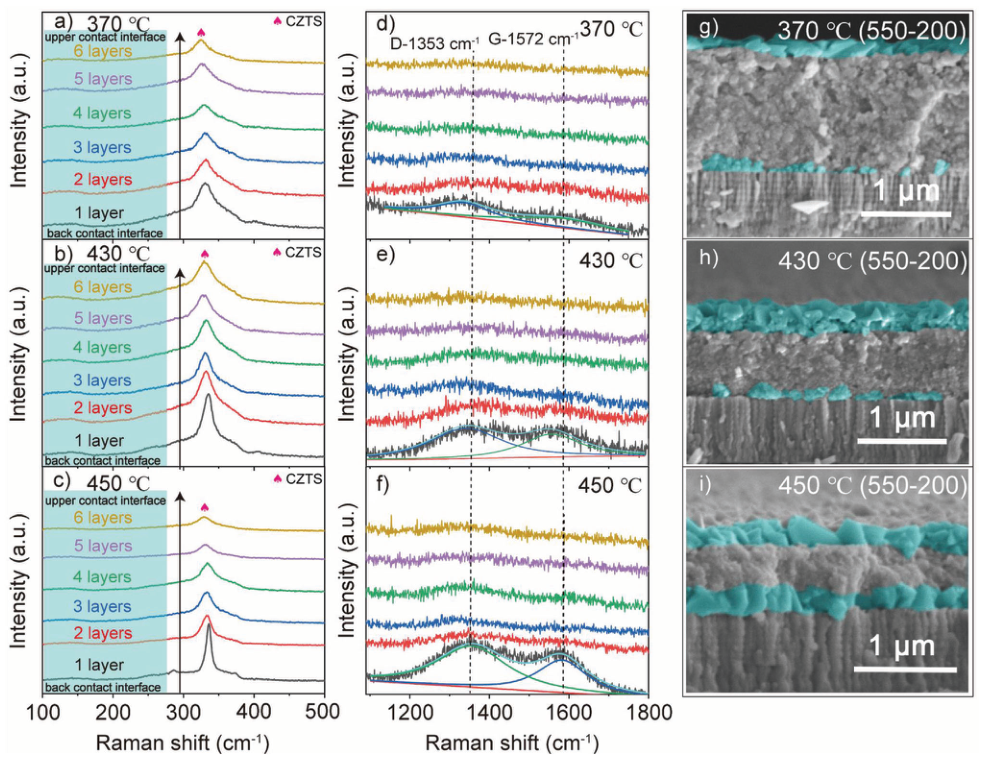 a) 370 ℃ ♠ CZTS
upper contact interface
6 layers
5 layers
4 layers
3 layers
2 layers
1 layer
back contact interface
Intensity (a.u.)
b) 430 ℃ ♠ CZTS
upper contact interface
6 layers
5 layers
4 layers
3 layers
2 layers
1 layer
back contact interface
Intensity (a.u.)
c) 450 ℃ ♠ CZTS
upper contact interface
6 layers
5 layers
4 layers
3 layers
2 layers
1 layer
back contact interface
Intensity (a.u.)
100 200 300 400 500
Raman shift (cm⁻¹)
d) 370 ℃
D-1353 cm⁻¹ G-1572 cm⁻¹
Intensity (a.u.)
e) 430 ℃
Intensity (a.u.)
f) 450 ℃
Intensity (a.u.)
1200 1400 1600 1800
Raman shift (cm⁻¹)
g) 370 ℃ (550-200)
1 μm
h) 430 ℃ (550-200)
1 μm
i) 450 ℃ (550-200)
1 μm